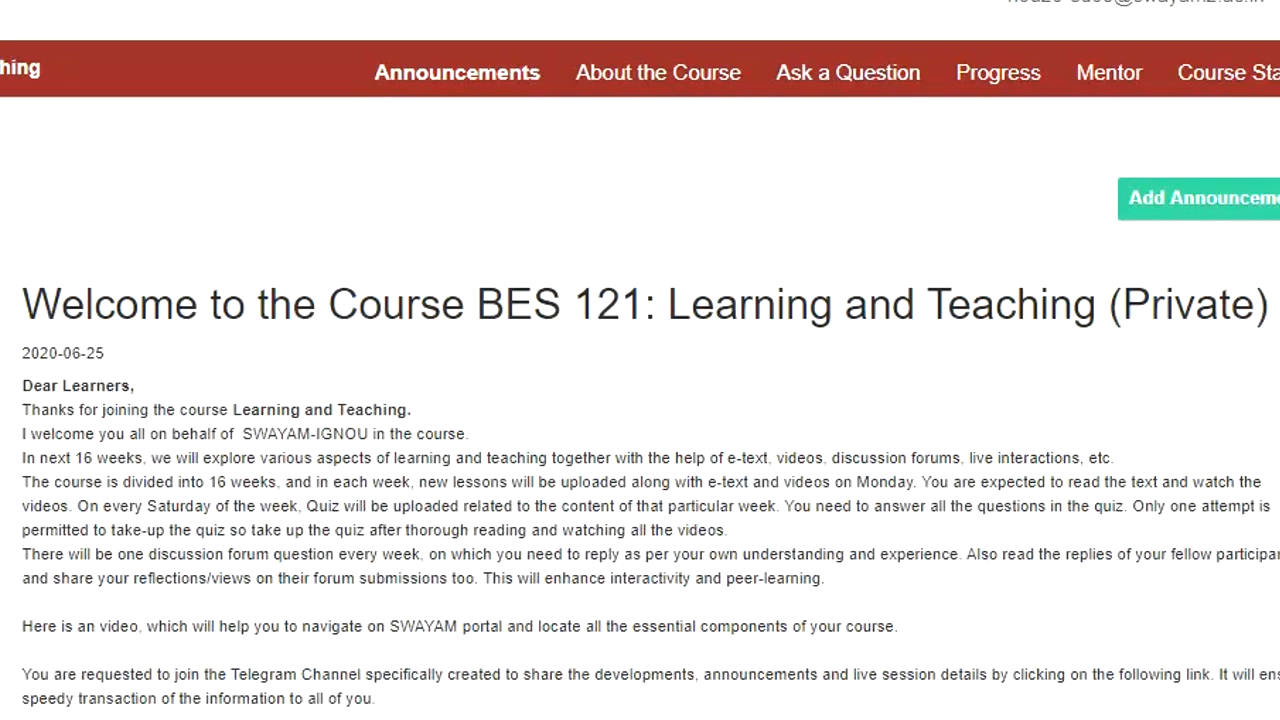 hing Announcements About the Course Ask a Question Progress Mentor Course
Add
Welcome to the Course BES 121: Learning and Teaching (Private)
2020-06-25
Dear Learners,
Thanks for joining the course Learning and Teaching.
I welcome you all on behalf of SWAYAM-IGNOU in the course.
In next 16 weeks, we will explore various aspects of learning and teaching together with the help of e-text, videos, discussion forums, live interactions, etc.
The course is divided into 16 weeks, and in each week, new lessons will be uploaded along with e-text and videos on Monday. You are expected to read the text and watch the
videos. On every Saturday of the week, Quiz will be uploaded related to the content of that particular week. You need to answer all the questions in the quiz. Only one attempt is
permitted to take-up the quiz so take up the quiz after thorough reading and watching all the videos.
There will be one discussion forum question every week, on which you need to reply as per your own understanding and experience. Also read the replies of your fellow
and share your reflections/views on their forum submissions too. This will enhance interactivity and peer-learning.
Here is an video, which will help you to navigate on SWAYAM portal and locate all the essential components of your course.
You are requested to join the Telegram Channel specifically created to share the developments, announcements and live session details by clicking on the following link. It will
speedy transaction of the information to all of you.